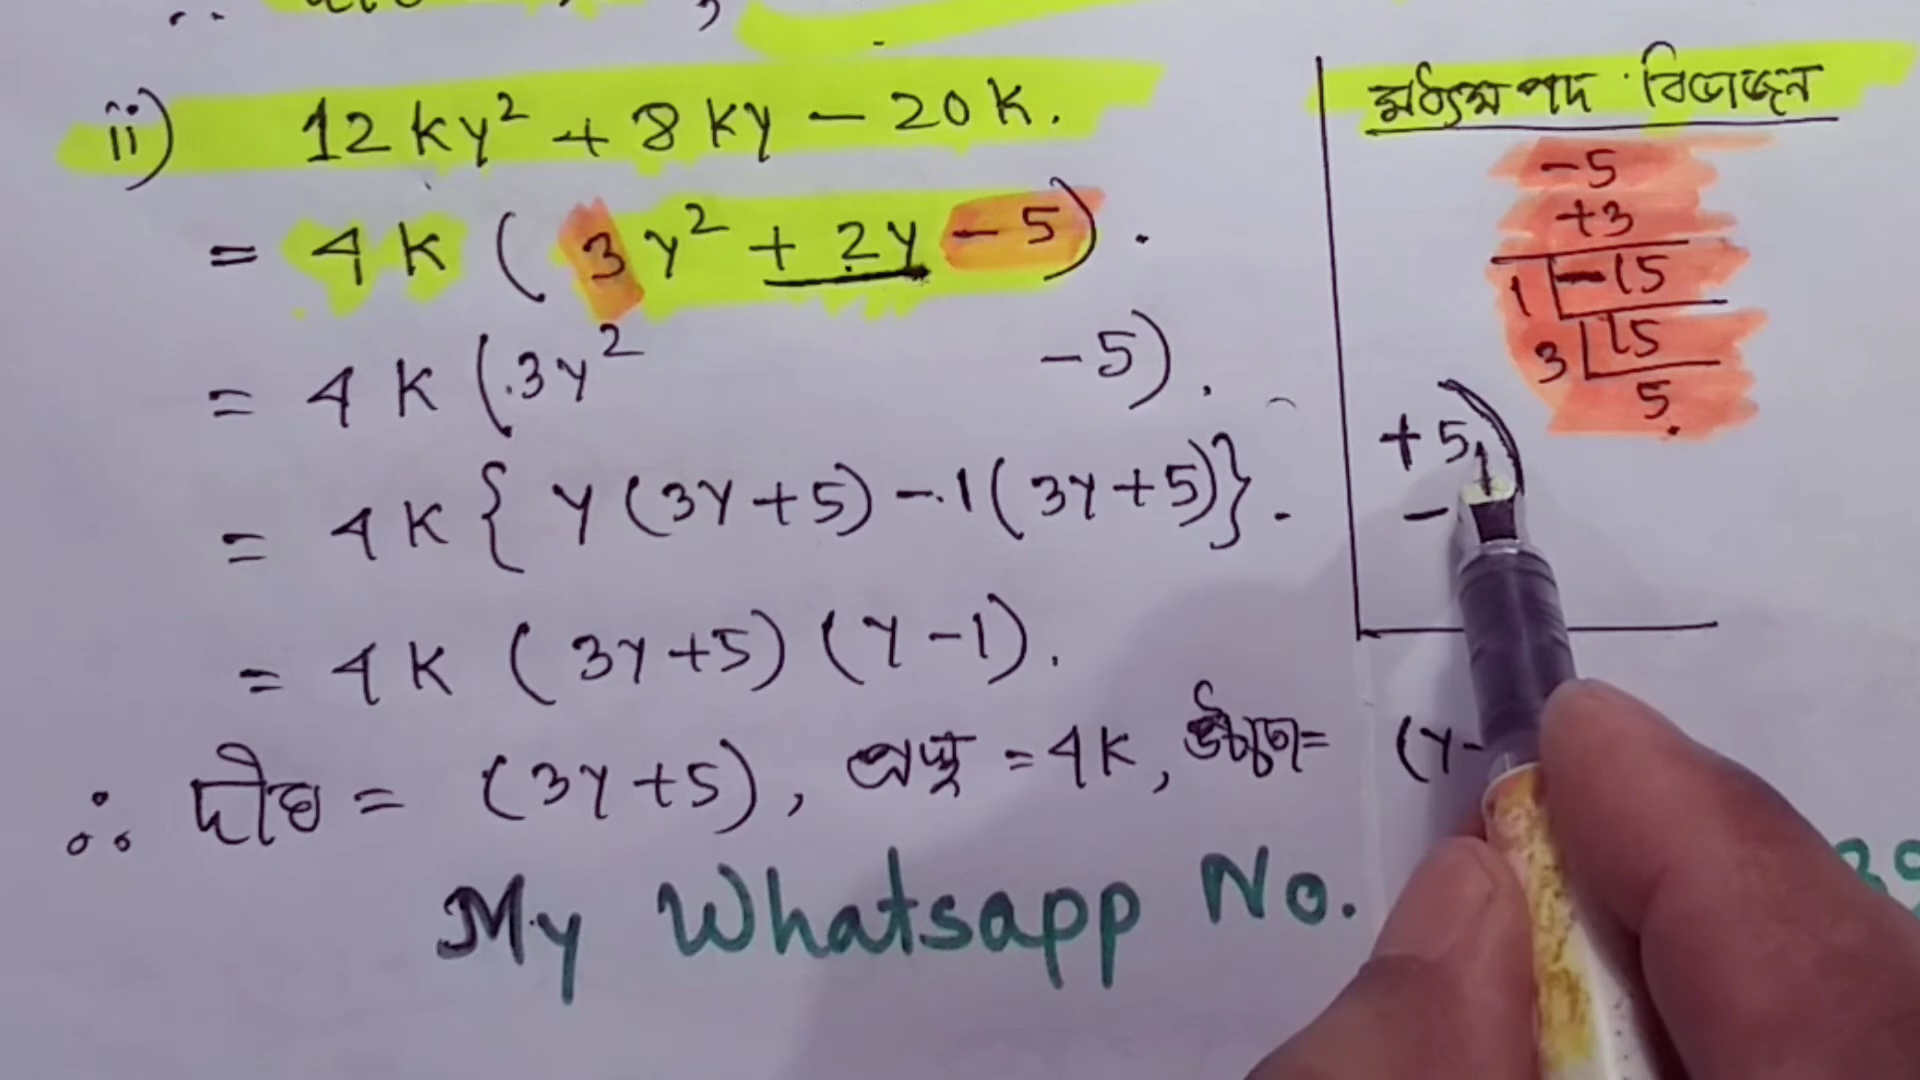 ii) 12ky² + 8ky – 20k.
= 4k (3y² + 2y – 5).
= 4k (3y² –5).
= 4k { y(3y+5) –1(3y+5)}.
= 4k (3y+5) (y–1).
∴ দীঘ = (3y+5), প্রস্থ = 4k, উচ্চতা= (y–
My Whatsapp No.
মধ্যম পদ বিভাজন
–5
+3
1 –15
3 15
5
+5
–